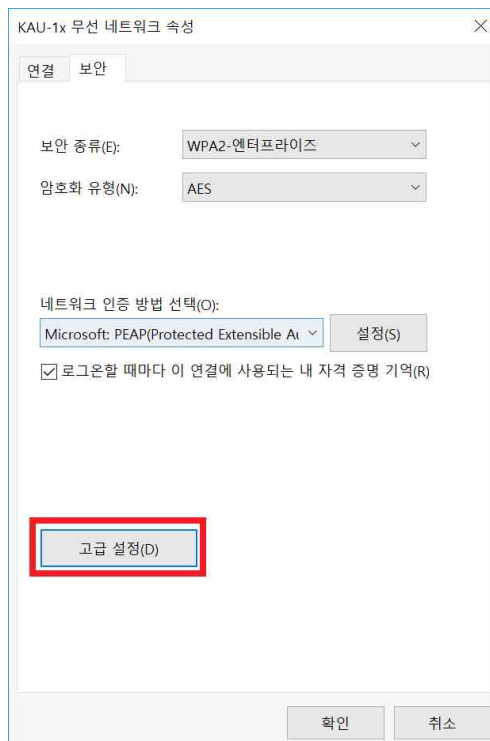 KAU-1x 무선 네트워크 속성
연결 보안
보안 종류(E): WPA2-엔터프라이즈
암호화 유형(N): AES
네트워크 인증 방법 선택(O):
Microsoft: PEAP(Protected Extensible Au 설정(S)
로그온할 때마다 이 연결에 사용되는 내 자격 증명 기억(R)
고급 설정(D)
확인 취소